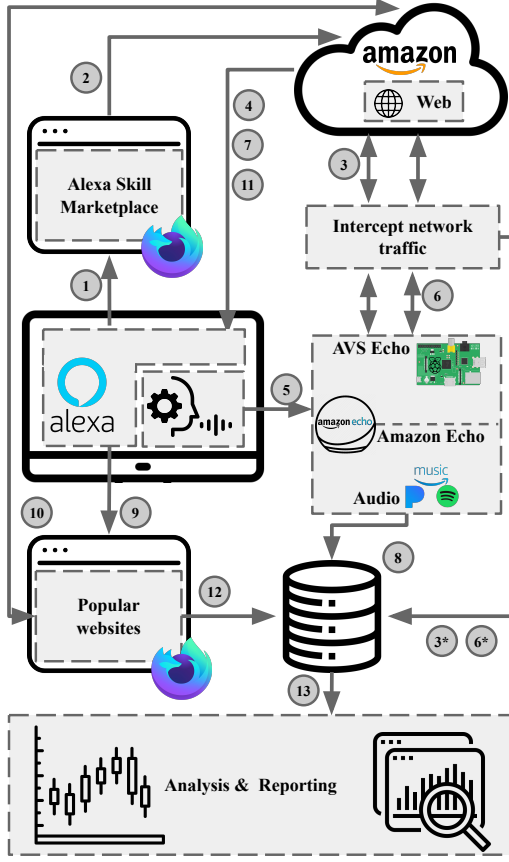 amazon
Web
2
4
7
11
3
Alexa Skill
Marketplace
Intercept network
traffic
1
6
AVS Echo
alexa
5
amazon echo
Amazon Echo
music
Audio
10
9
8
Popular
websites
12
3*
6*
13
Analysis & Reporting